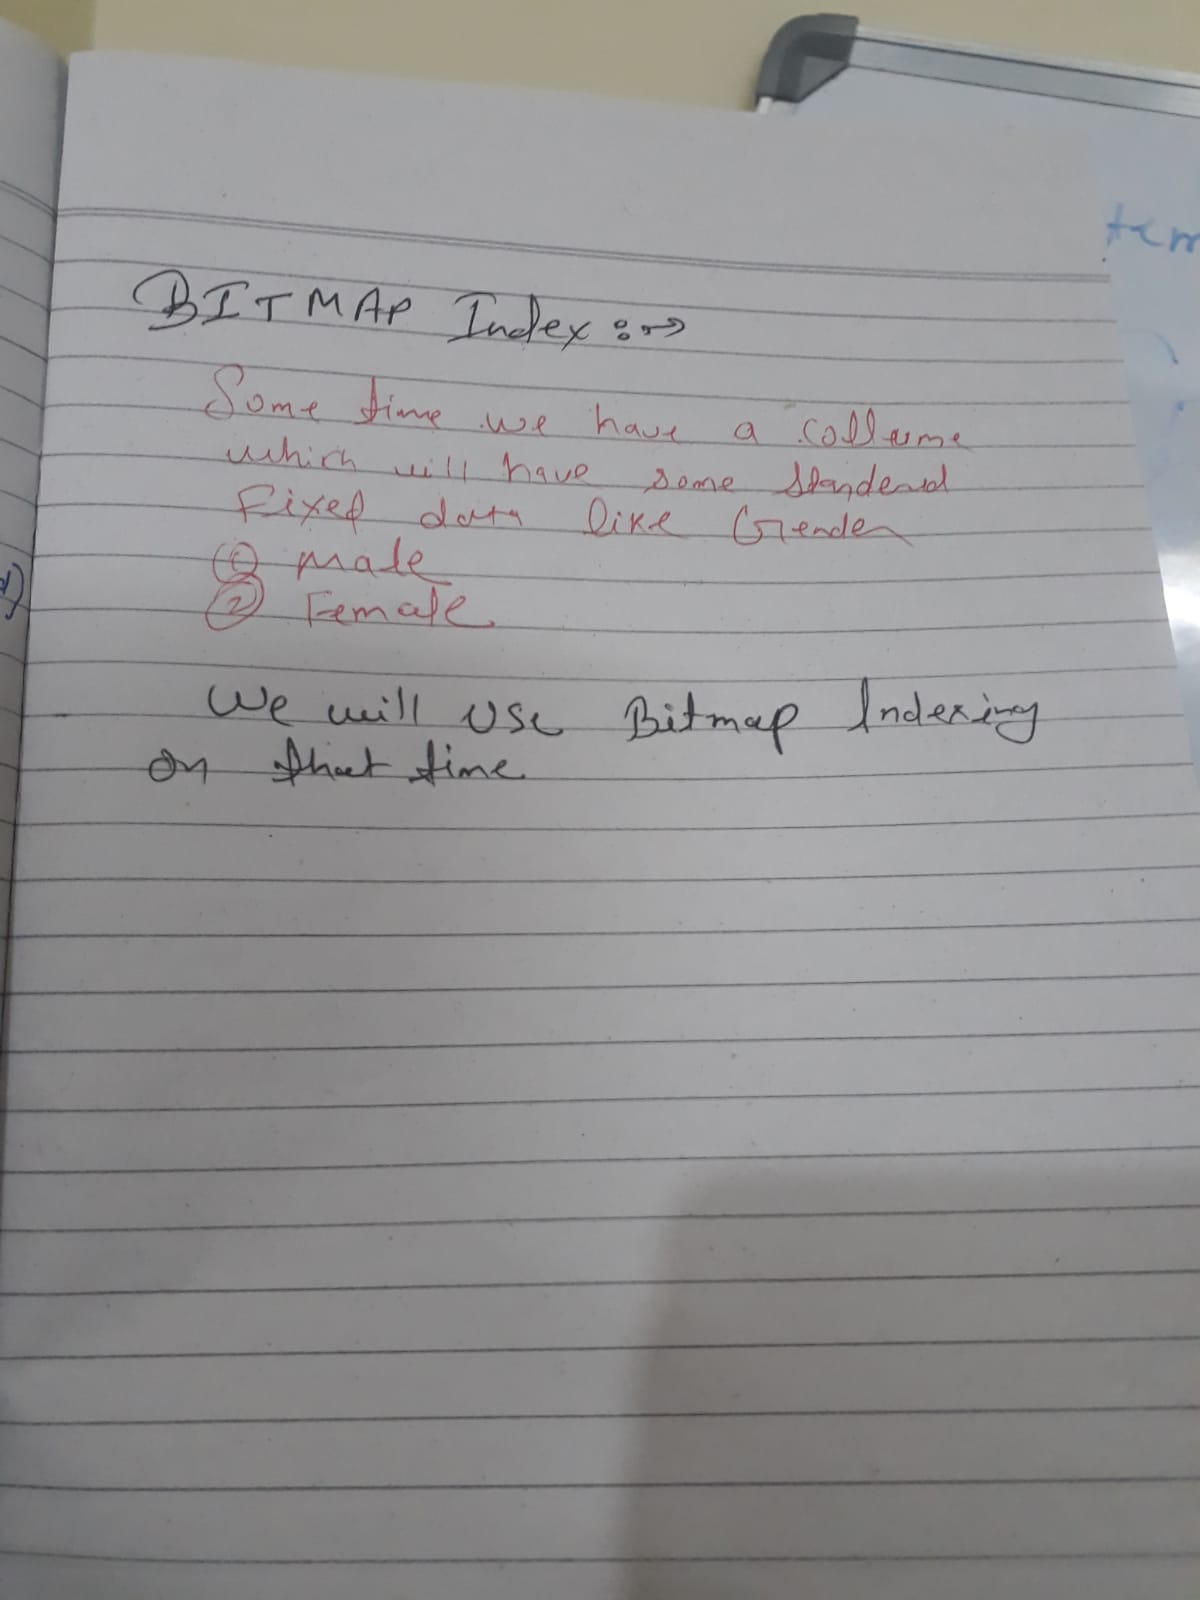 BITMAP Index :→
Some time we have a collume
which will have some standerd
Fixed data like Gender
① male
② Female
We will use Bitmap Indexing
on that time
tem